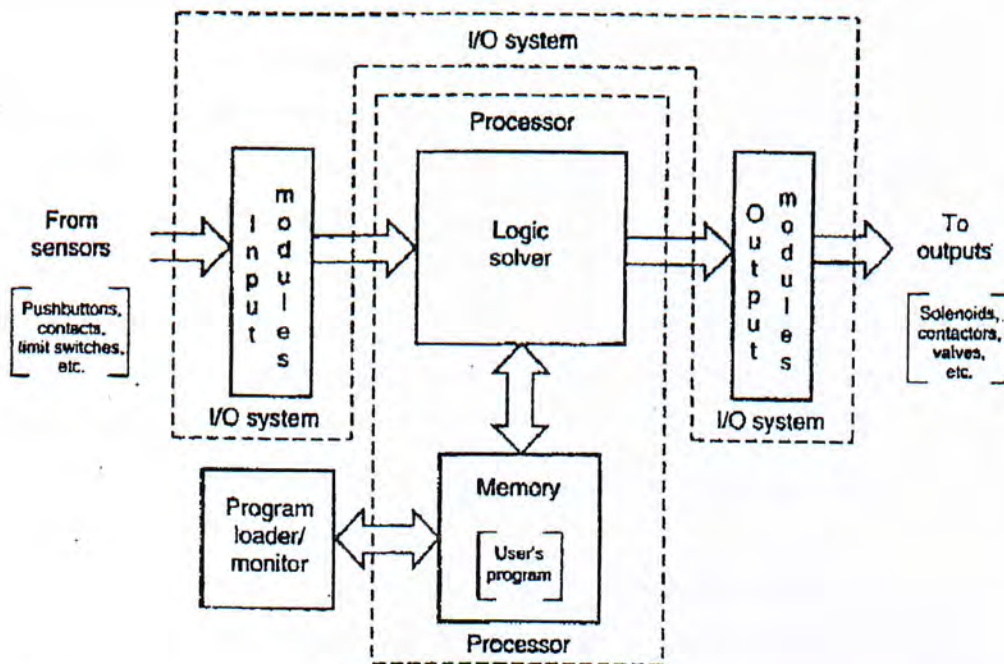 I/O system
Processor
From
sensors
Pushbuttons,
contacts,
limit switches,
etc.
Input
modules
Logic
solver
Output
modules
To
outputs
Solenoids,
contactors,
valves,
etc.
I/O system
I/O system
Program
loader/
monitor
Memory
User's
program
Processor